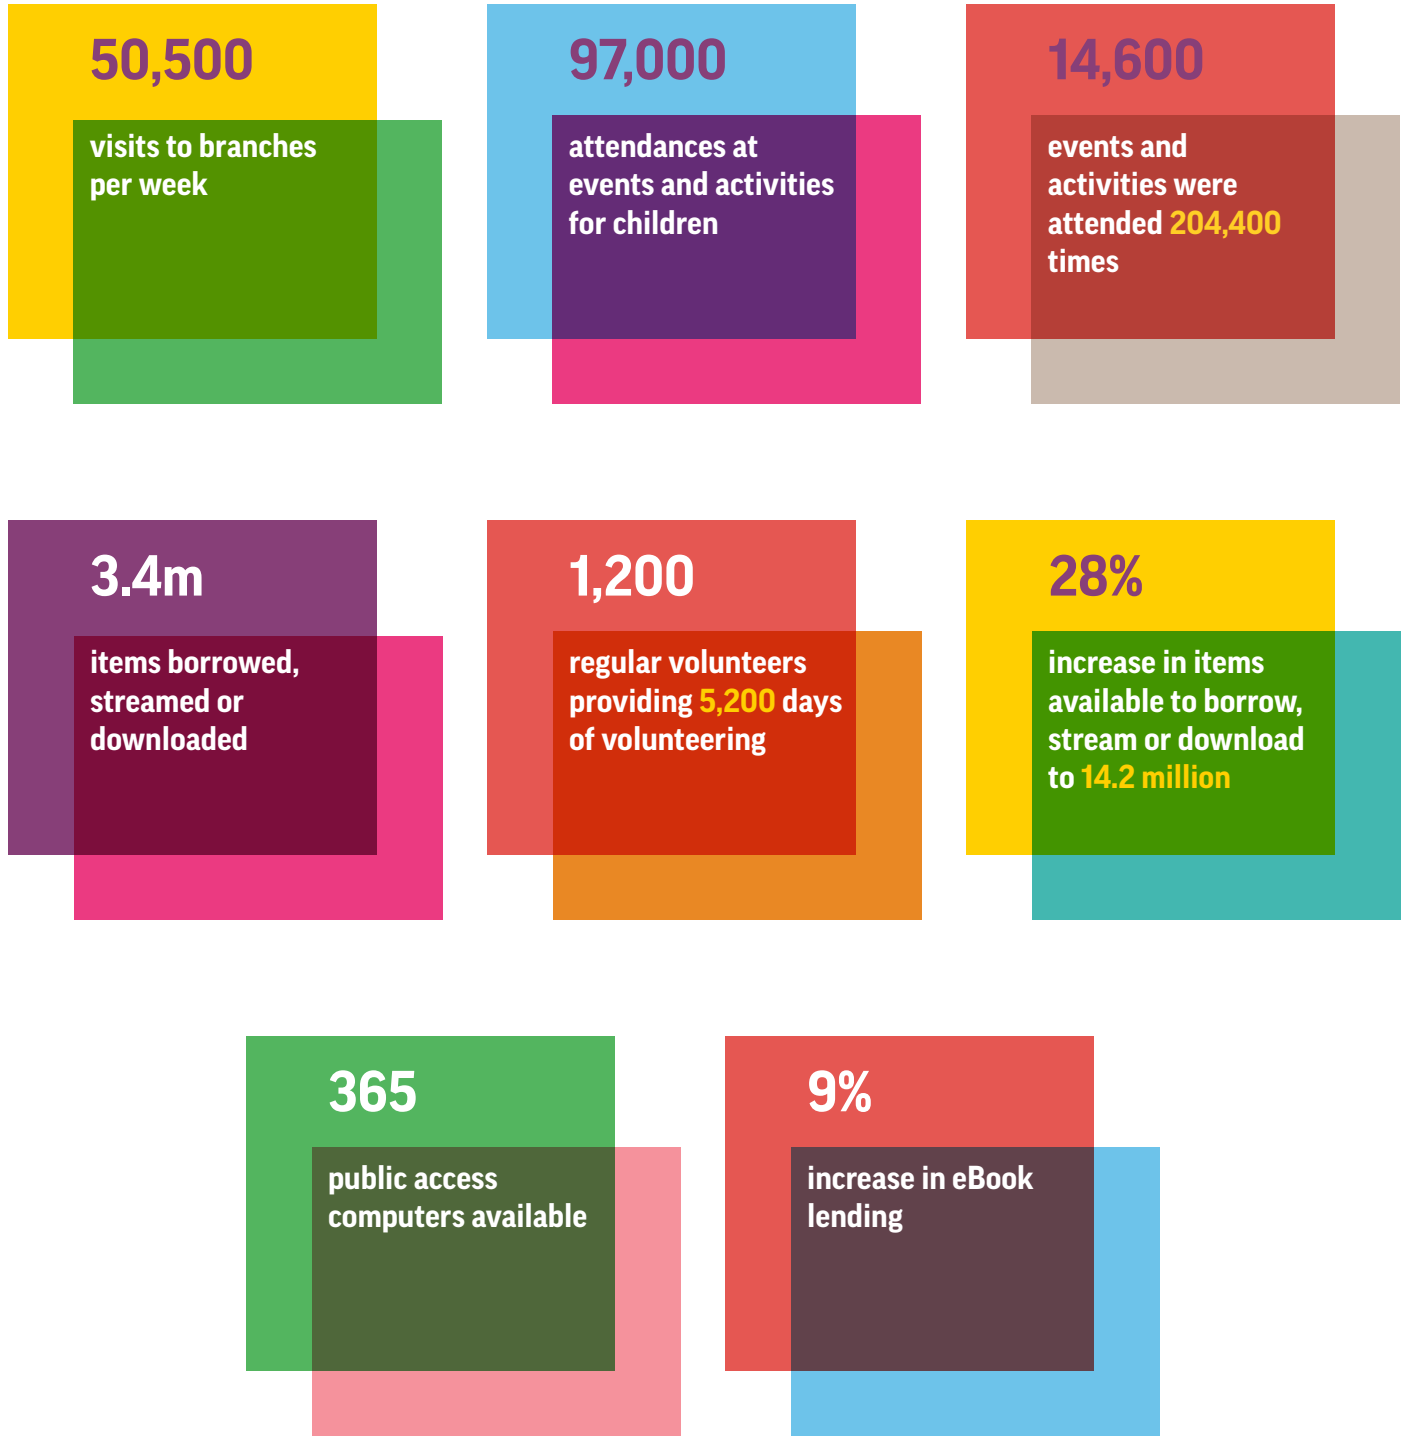 50,500
visits to branches
per week
97,000
attendances at
events and activities
for children
14,600
events and
activities were
attended 204,400
times
3.4m
items borrowed,
streamed or
downloaded
1,200
regular volunteers
providing 5,200 days
of volunteering
28%
increase in items
available to borrow,
stream or download
to 14.2 million
365
public access
computers available
9%
increase in eBook
lending